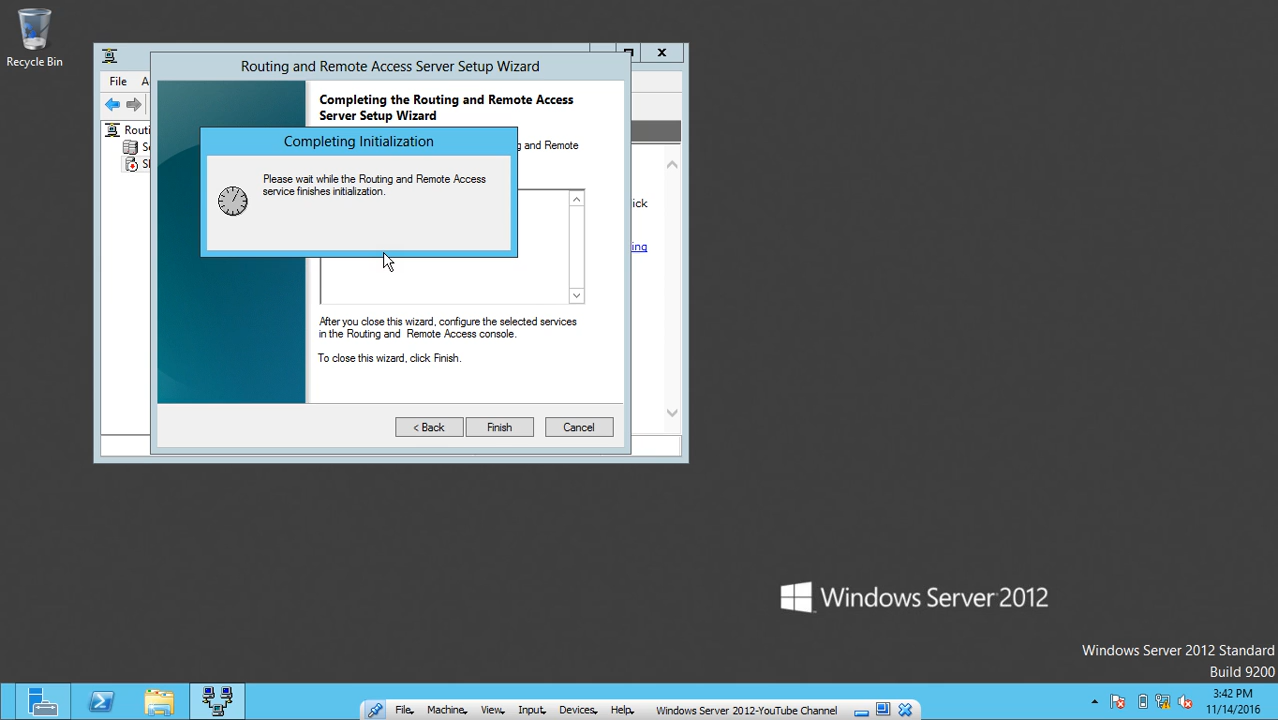 Recycle Bin
Routing and Remote Access Server Setup Wizard
File
Completing the Routing and Remote Access
Server Setup Wizard
Completing Initialization
Please wait while the Routing and Remote Access
service finishes initialization.
g and Remote
Routi
ick
ing
After you close this wizard, configure the selected services
in the Routing and Remote Access console.
To close this wizard, click Finish.
< Back
Finish
Cancel
Windows Server 2012
Windows Server 2012 Standard
Build 9200
File
Machine
View
Input
Devices
Help
Windows Server 2012-YouTube Channel
3:42 PM
11/14/2016